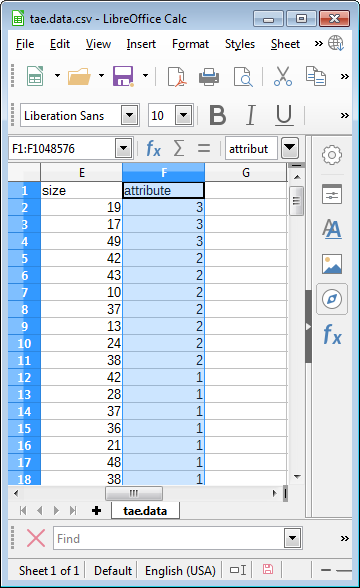 tae.data.csv - LibreOffice Calc
File Edit View Insert Format Styles Sheet »
Liberation Sans 10 B I U »
F1:F1048576 fx Σ = attribut
E F G
1 size attribute
2 19 3
3 17 3
4 49 3
5 42 2
6 43 2
7 10 2
8 37 2
9 13 2
10 24 2
11 38 2
12 42 1
13 28 1
14 37 1
15 36 1
16 21 1
17 48 1
18 38 1
tae.data
Find
Sheet 1 of 1 Default English (USA)